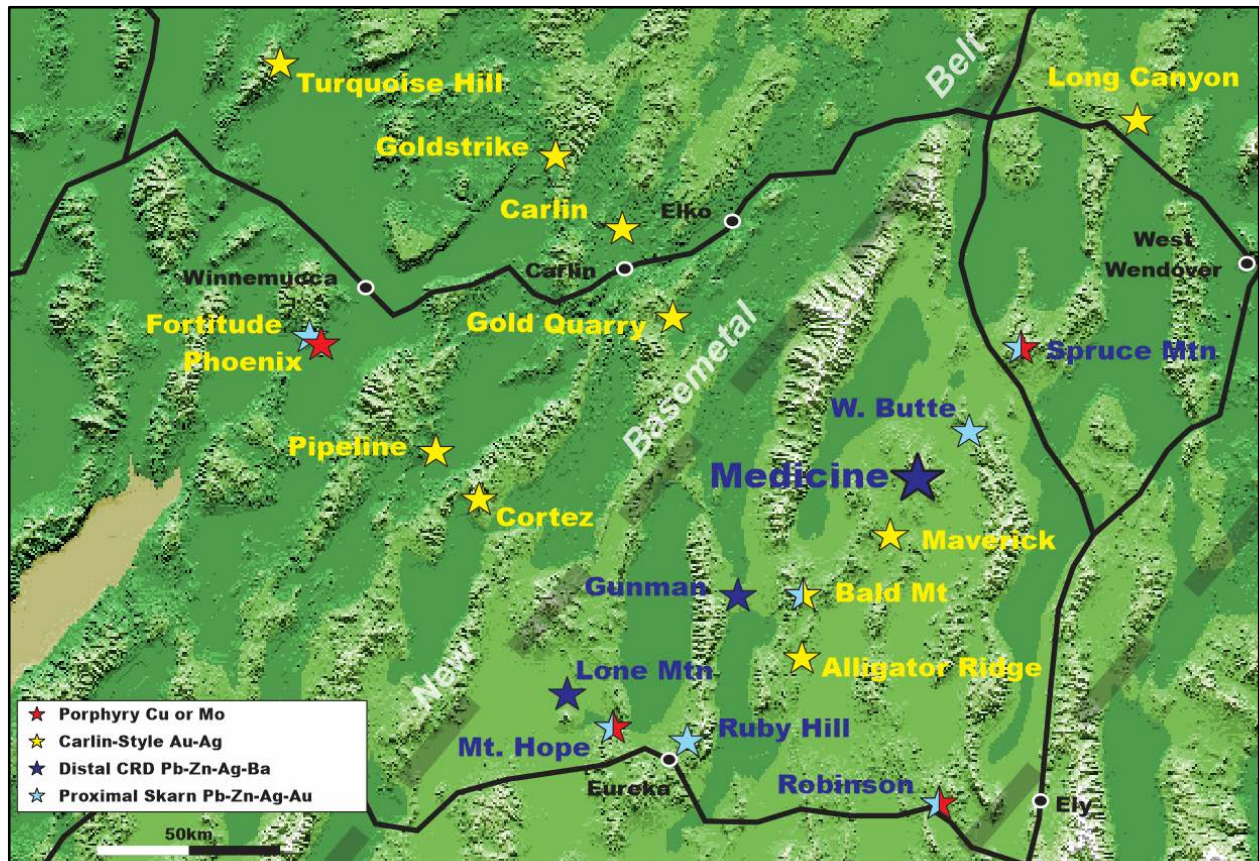 Belt
Long Canyon
Turquoise Hill
Goldstrike
Carlin
Elko
West
Wendover
Winnemucca
Carlin
Fortitude
Phoenix
Gold Quarry
Spruce Mtn
Basemetal
W. Butte
Pipeline
Medicine
Cortez
Maverick
Gunman
Bald Mt
New
Lone Mtn
Alligator Ridge
Mt. Hope
Ruby Hill
Eureka
Robinson
Ely
Porphyry Cu or Mo
Carlin-Style Au-Ag
Distal CRD Pb-Zn-Ag-Ba
Proximal Skarn Pb-Zn-Ag-Au
50km